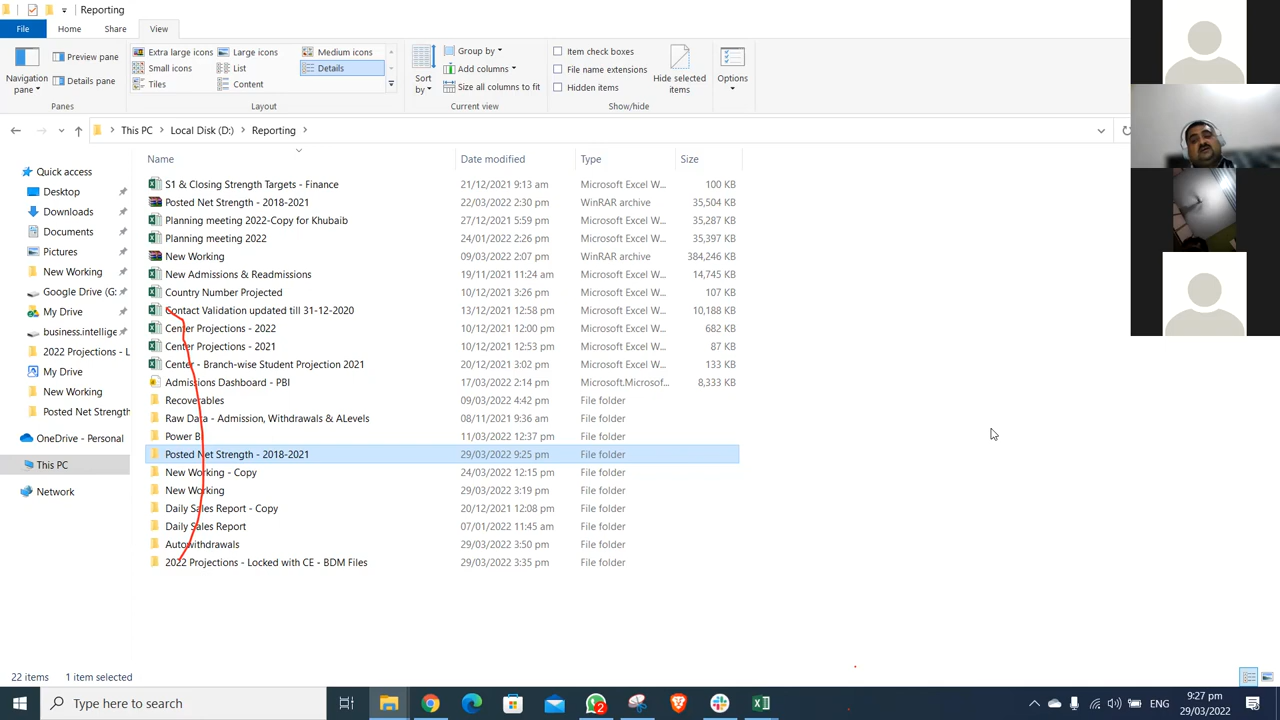 Reporting
File
Home
Share
View
Navigation pane
Preview pane
Details pane
Panes
Extra large icons
Large icons
Medium icons
Small icons
List
Details
Tiles
Content
Layout
Sort by
Group by
Add columns
Size all columns to fit
Current view
Item check boxes
File name extensions
Hidden items
Hide selected items
Show/hide
Options
This PC > Local Disk (D:) > Reporting >
Name Date modified Type Size
Quick access
Desktop
Downloads
Documents
Pictures
New Working
Google Drive (G:
My Drive
business.intellige
2022 Projections - L
My Drive
New Working
Posted Net Strength
OneDrive - Personal
This PC
Network
S1 & Closing Strength Targets - Finance 21/12/2021 9:13 am Microsoft Excel W... 100 KB
Posted Net Strength - 2018-2021 22/03/2022 2:30 pm WinRAR archive 35,504 KB
Planning meeting 2022-Copy for Khubaib 27/12/2021 5:59 pm Microsoft Excel W... 35,287 KB
Planning meeting 2022 24/01/2022 2:26 pm Microsoft Excel W... 35,397 KB
New Working 09/03/2022 2:07 pm WinRAR archive 384,246 KB
New Admissions & Readmissions 19/11/2021 11:24 am Microsoft Excel W... 14,745 KB
Country Number Projected 10/12/2021 3:26 pm Microsoft Excel W... 107 KB
Contact Validation updated till 31-12-2020 13/12/2021 12:58 pm Microsoft Excel W... 10,188 KB
Center Projections - 2022 10/12/2021 12:00 pm Microsoft Excel W... 682 KB
Center Projections - 2021 10/12/2021 12:53 pm Microsoft Excel W... 87 KB
Center - Branch-wise Student Projection 2021 20/12/2021 3:02 pm Microsoft Excel W... 133 KB
Admissions Dashboard - PBI 17/03/2022 2:14 pm Microsoft.Microsof... 8,333 KB
Recoverables 09/03/2022 4:42 pm File folder
Raw Data - Admission, Withdrawals & ALevels 08/11/2021 9:36 am File folder
Power BI 11/03/2022 12:37 pm File folder
Posted Net Strength - 2018-2021 29/03/2022 9:25 pm File folder
New Working - Copy 24/03/2022 12:15 pm File folder
New Working 29/03/2022 3:19 pm File folder
Daily Sales Report - Copy 20/12/2021 12:08 pm File folder
Daily Sales Report 07/01/2022 11:45 am File folder
Autowithdrawals 29/03/2022 3:50 pm File folder
2022 Projections - Locked with CE - BDM Files 29/03/2022 3:35 pm File folder
22 items 1 item selected
Type here to search
2
ENG
9:27 pm
29/03/2022